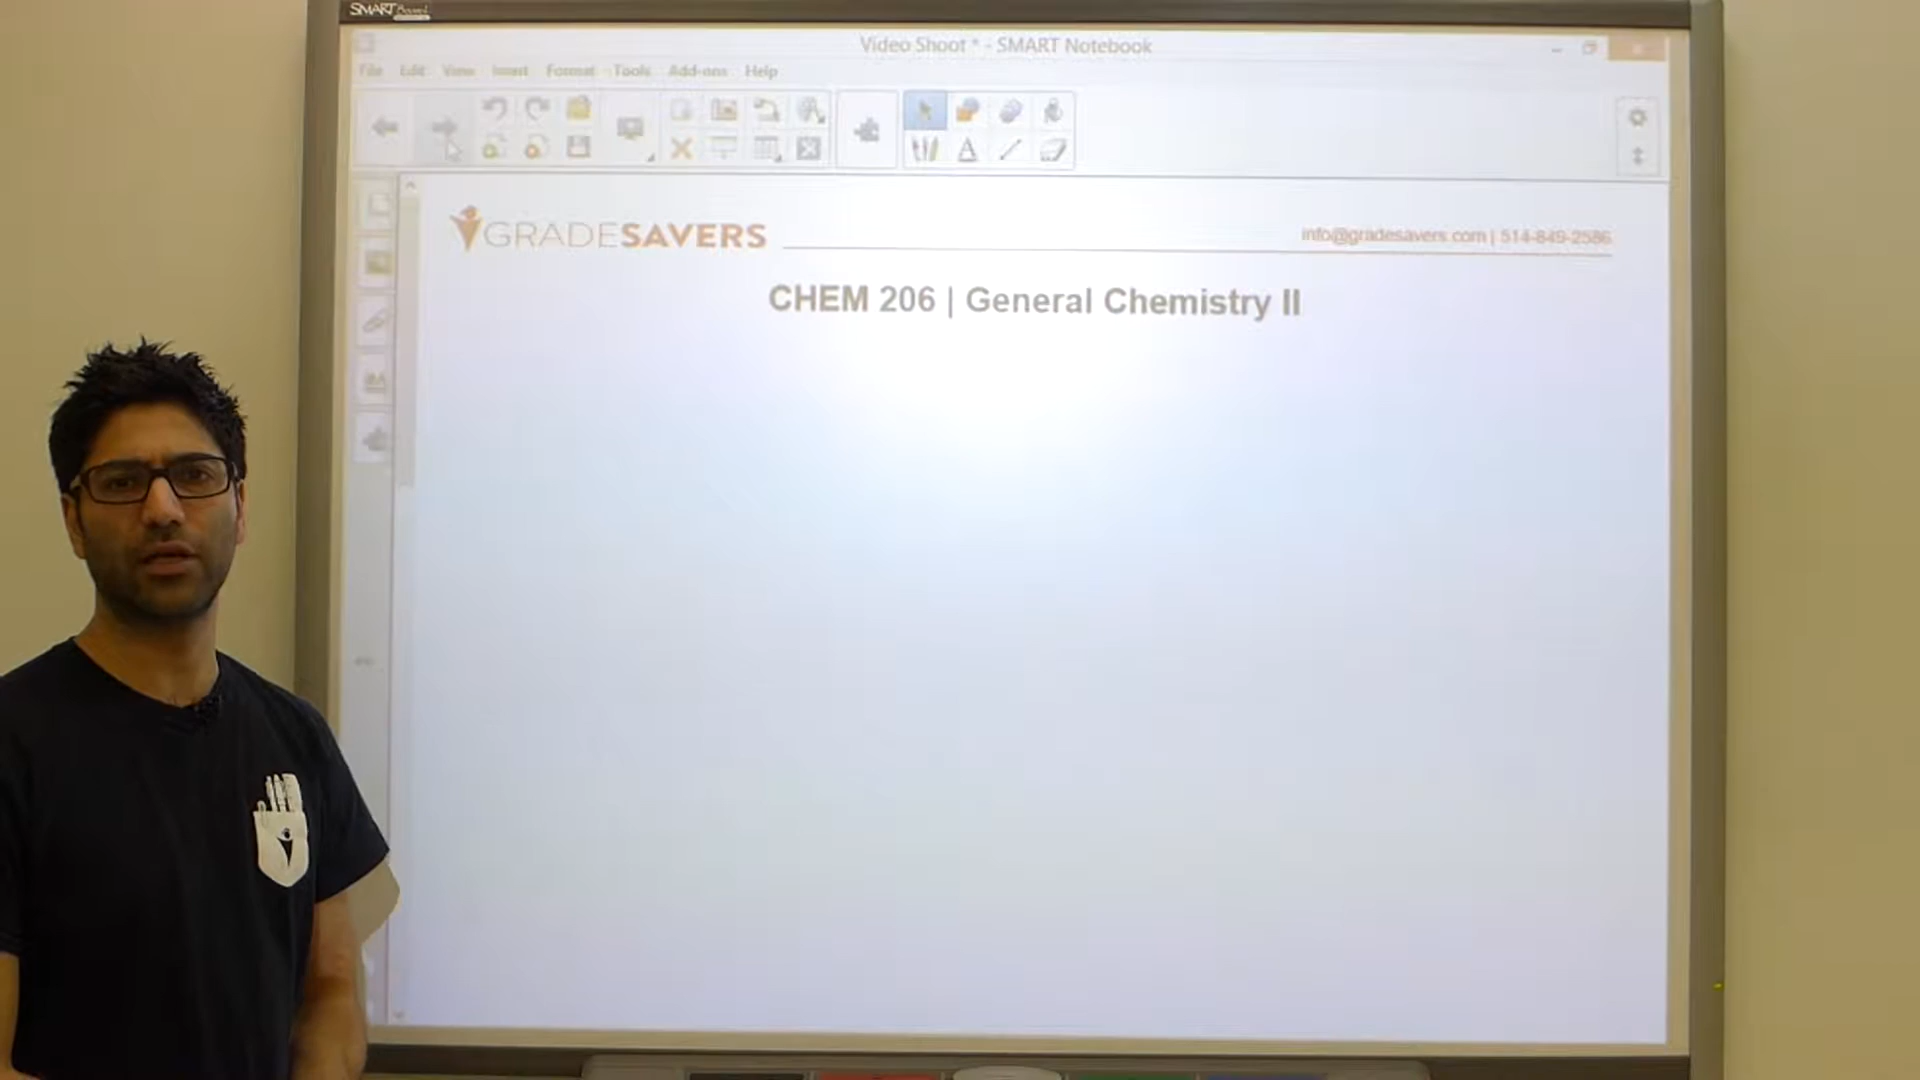 SMART Board
Video Shoot * - SMART Notebook
File Edit View Insert Format Tools Add-ons Help
GRADESAVERS
info@gradesavers.com | 514-849-2586
CHEM 206 | General Chemistry II